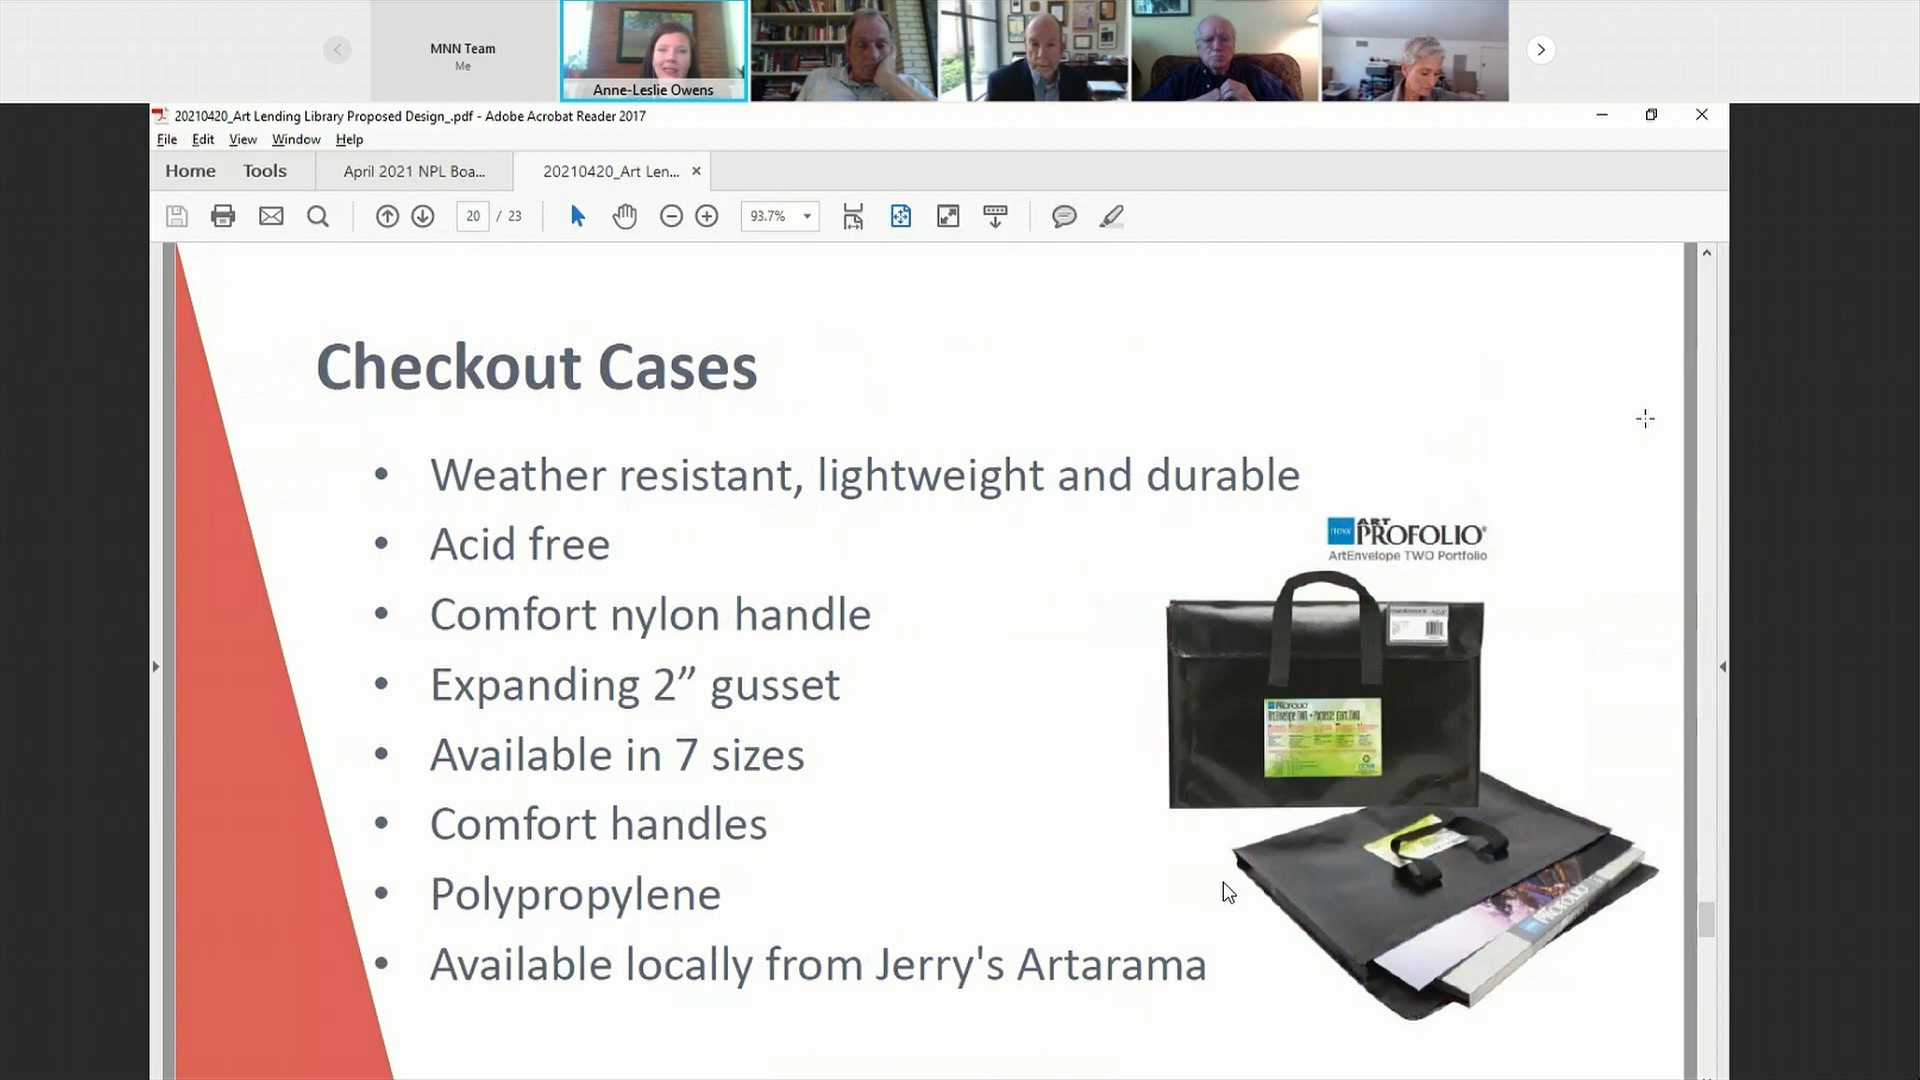 MNN Team
Me
Anne-Leslie Owens
20210420_Art Lending Library Proposed Design_.pdf - Adobe Acrobat Reader 2017
File Edit View Window Help
Home Tools April 2021 NPL Boa... 20210420_Art Len...
20 / 23 93.7%
Checkout Cases
• Weather resistant, lightweight and durable
• Acid free
• Comfort nylon handle
• Expanding 2” gusset
• Available in 7 sizes
• Comfort handles
• Polypropylene
• Available locally from Jerry's Artarama
ITOYA ART PROFOLIO®
ArtEnvelope TWO Portfolio
PROFOLIO
PROFOLIO